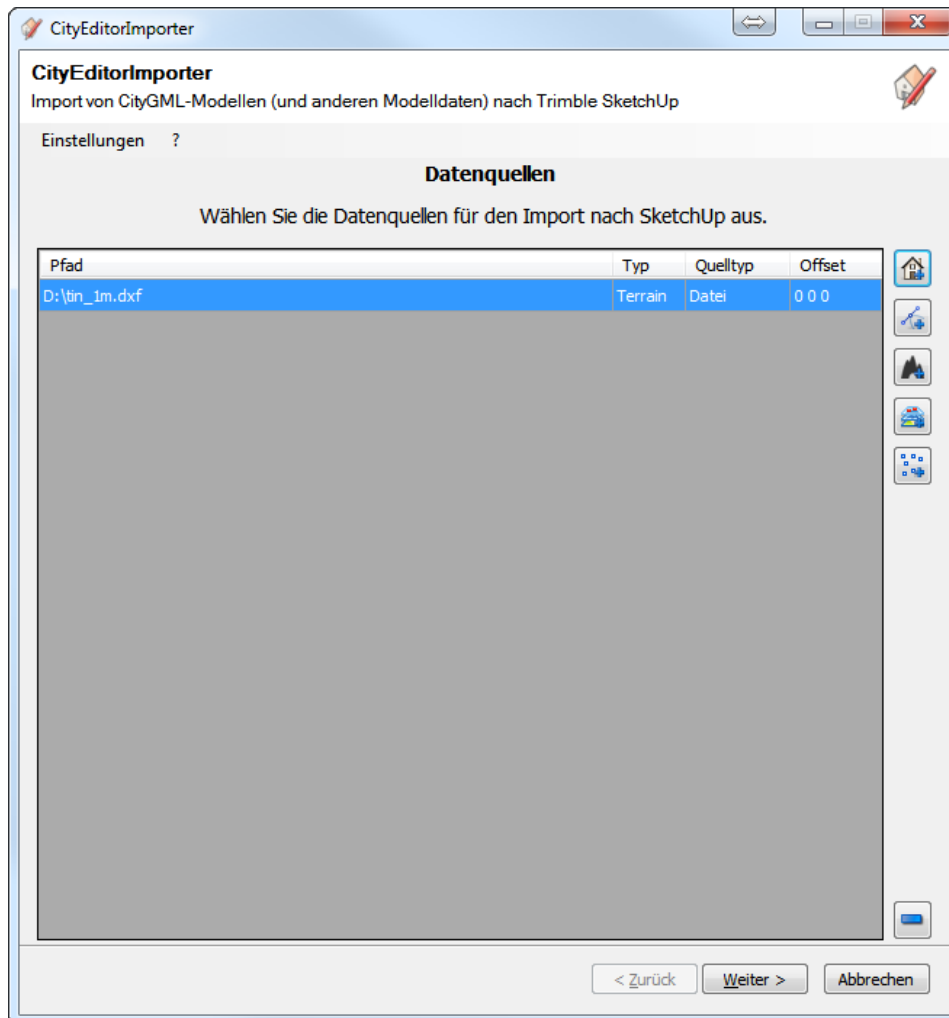 CityEditorImporter
CityEditorImporter
Import von CityGML-Modellen (und anderen Modelldaten) nach Trimble SketchUp
Einstellungen ?
Datenquellen
Wählen Sie die Datenquellen für den Import nach SketchUp aus.
Pfad Typ Quelltyp Offset
D:\tin_1m.dxf Terrain Datei 0 0 0
< Zurück Weiter > Abbrechen